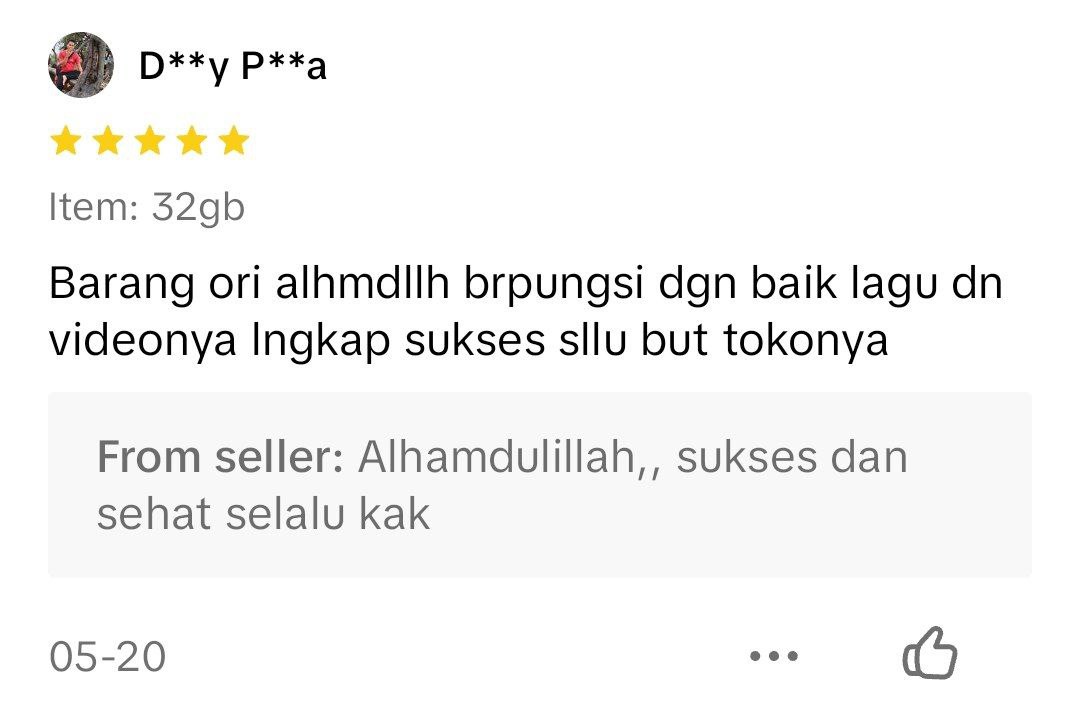 D**y P**a
Item: 32gb
Barang ori alhmdllh brpungsi dgn baik lagu dn
videonya lngkap sukses sllu but tokonya
From seller: Alhamdulillah,, sukses dan
sehat selalu kak
05-20